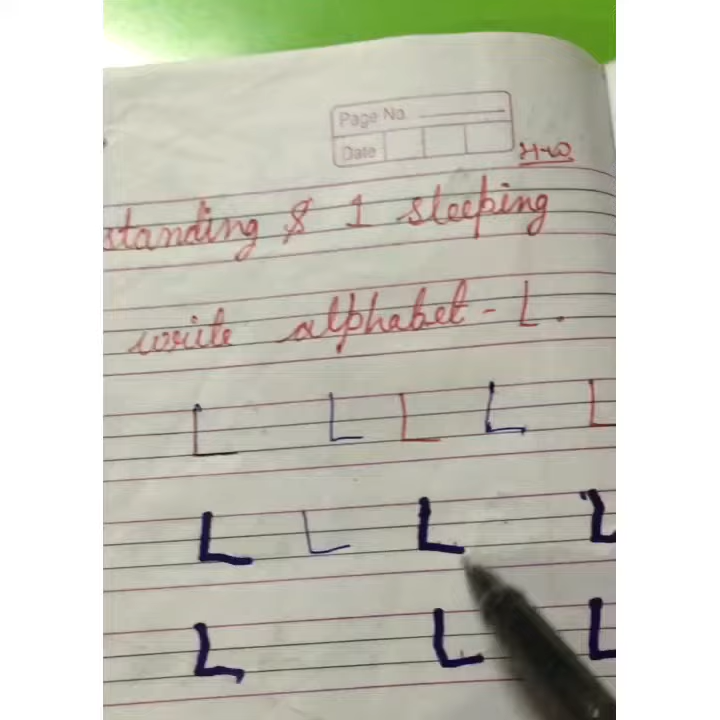 Page No.
Date
H-W
standing & 1 sleeping
write alphabet - L.
L L L L L
L L L L
L L L